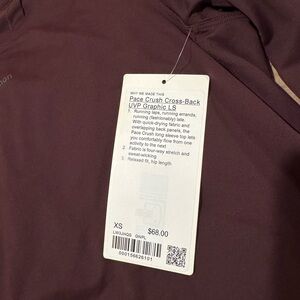 WHY WE MADE THIS
Pace Crush Cross-Back
UVP Graphic LS
1. Running laps, running errands,
running (fashionably) late.
With quick-drying fabric and
overlapping back panels, the
Pace Crush long sleeve top lets
you comfortably flow from one
activity to the next
2. Fabric is four-way stretch and
sweat-wicking
3. Relaxed fit, hip length.
XS
$68.00